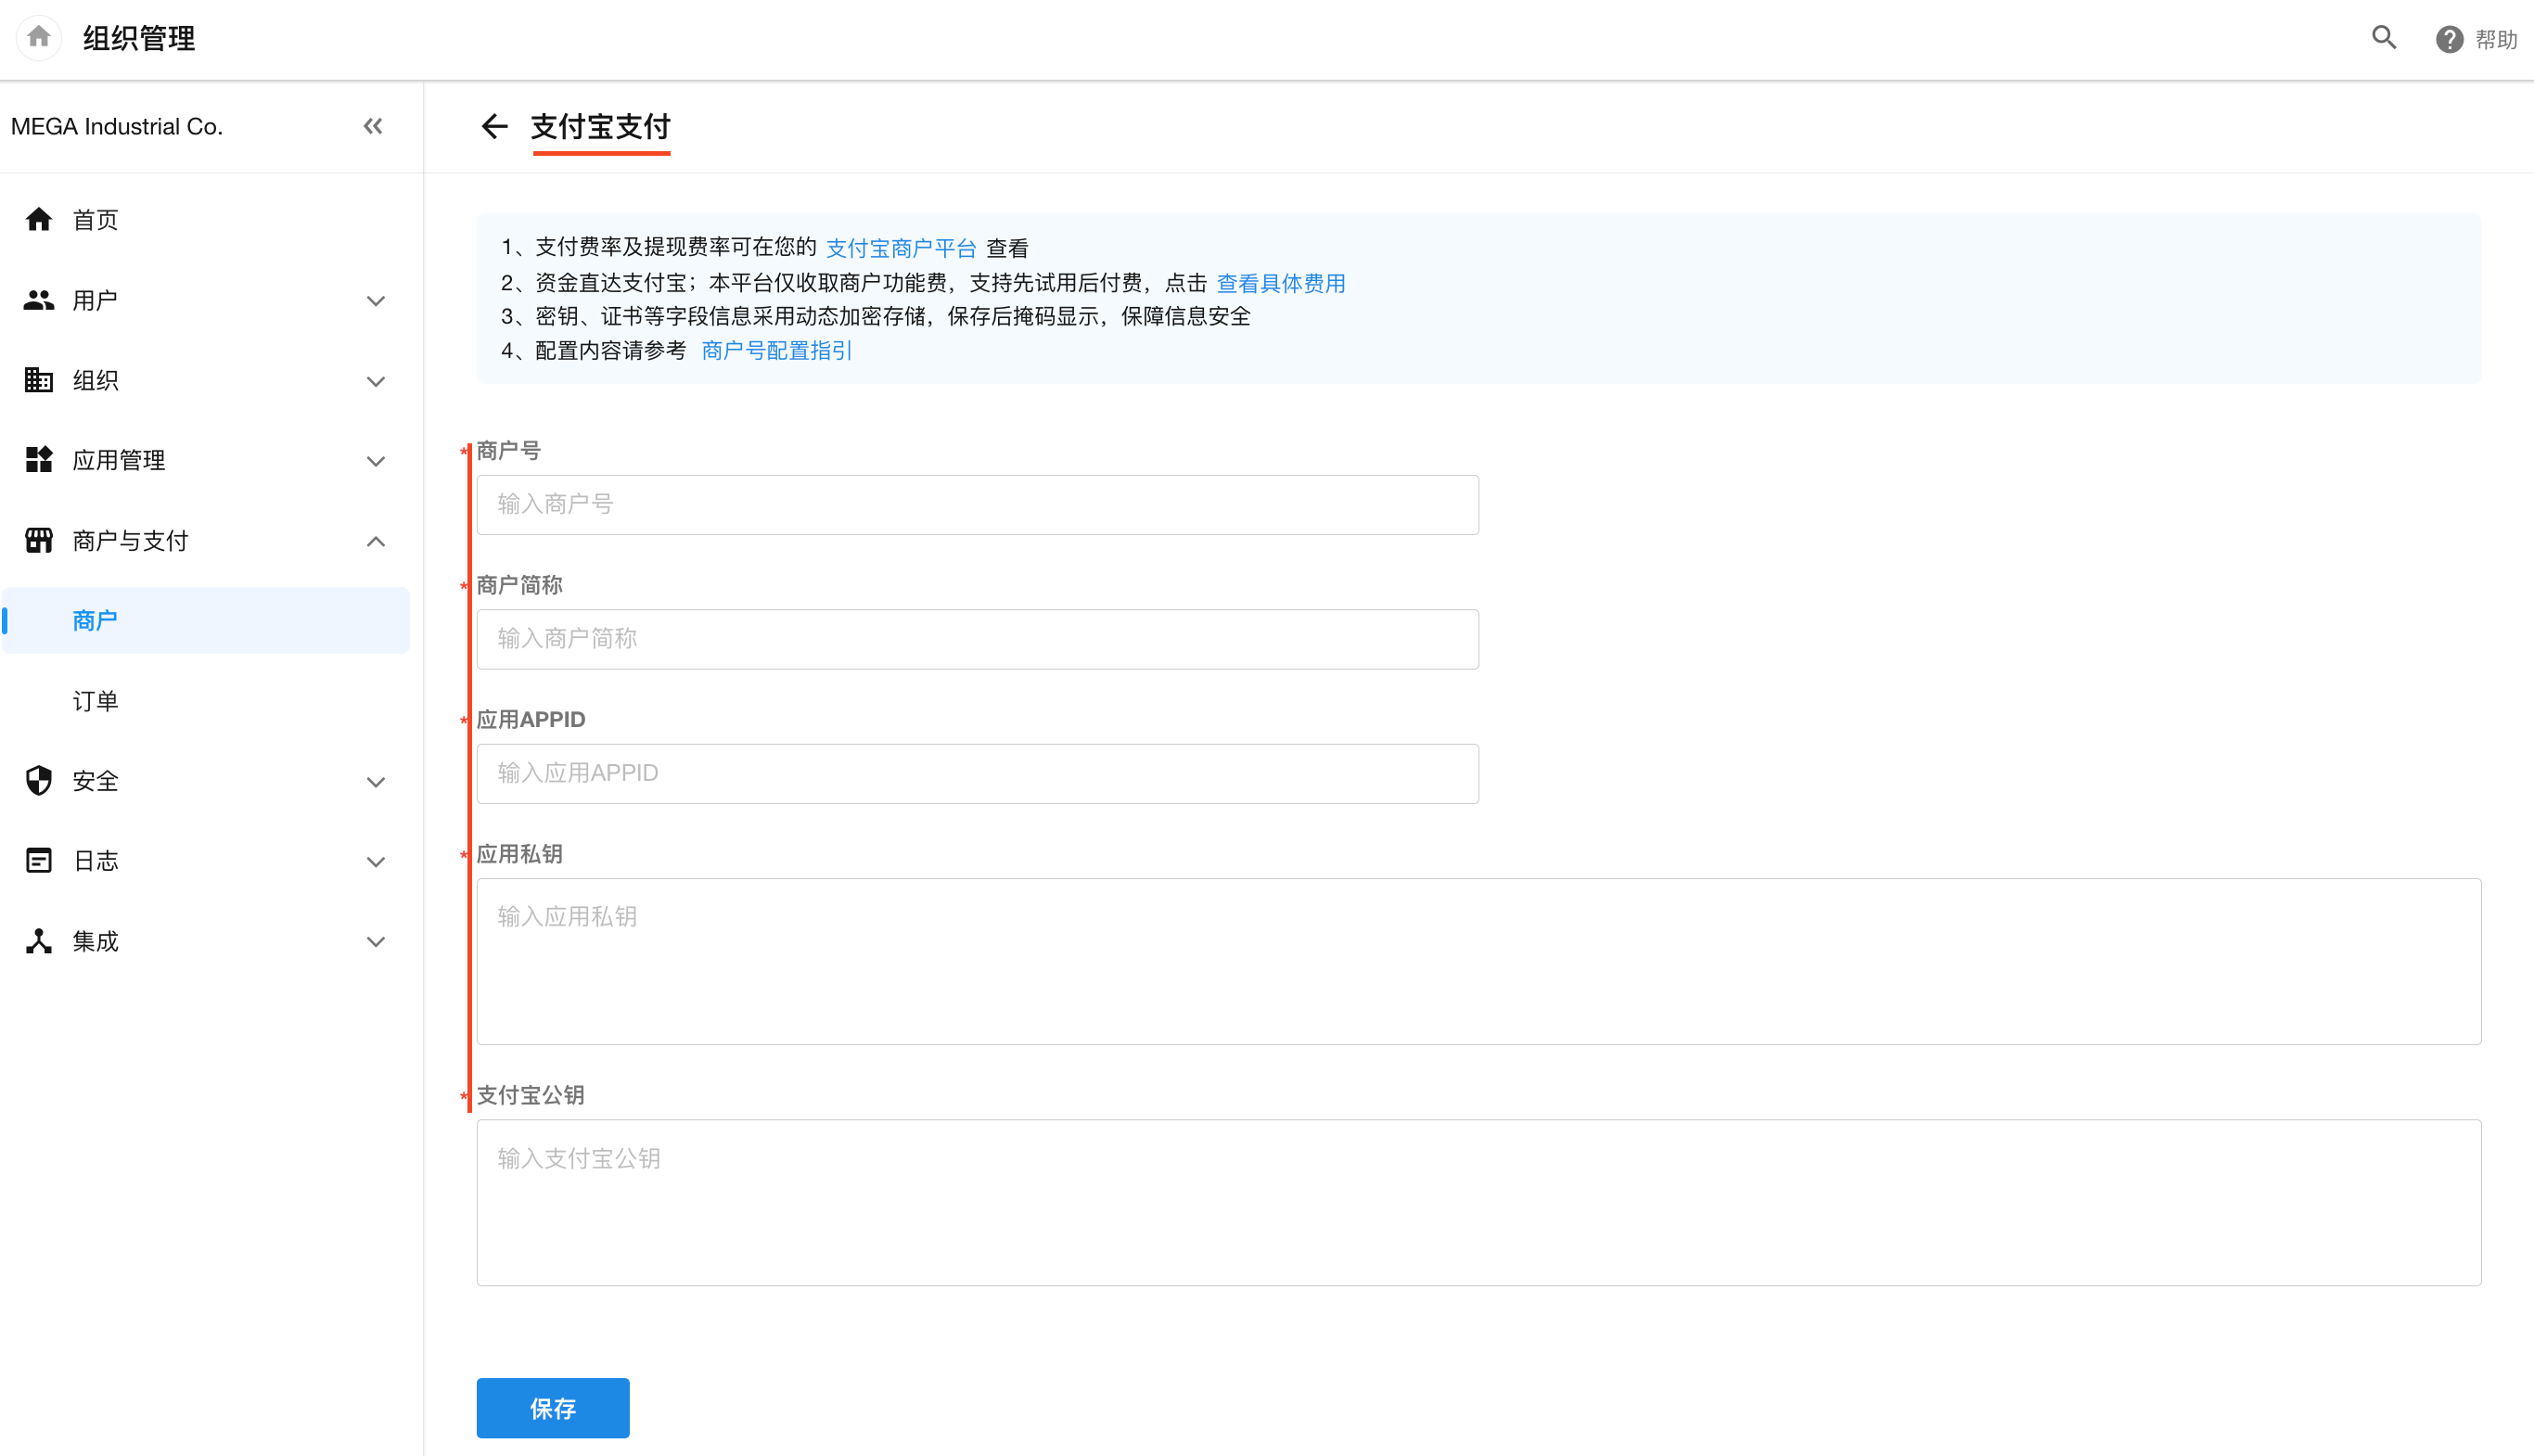 组织管理
帮助
MEGA Industrial Co.
首页
用户
组织
应用管理
商户与支付
商户
订单
安全
日志
集成
支付宝支付
1、支付费率及提现费率可在您的 支付宝商户平台 查看
2、资金直达支付宝；本平台仅收取商户功能费，支持先试用后付费，点击 查看具体费用
3、密钥、证书等字段信息采用动态加密存储，保存后掩码显示，保障信息安全
4、配置内容请参考 商户号配置指引
* 商户号
输入商户号
* 商户简称
输入商户简称
* 应用APPID
输入应用APPID
* 应用私钥
输入应用私钥
* 支付宝公钥
输入支付宝公钥
保存